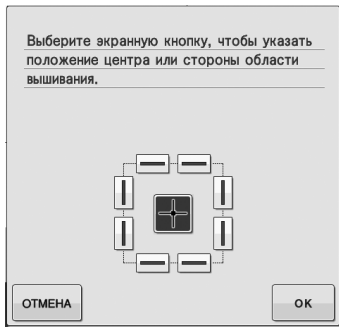 Выберите экранную кнопку, чтобы указать
положение центра или стороны области
вышивания.
ОТМЕНА
OK